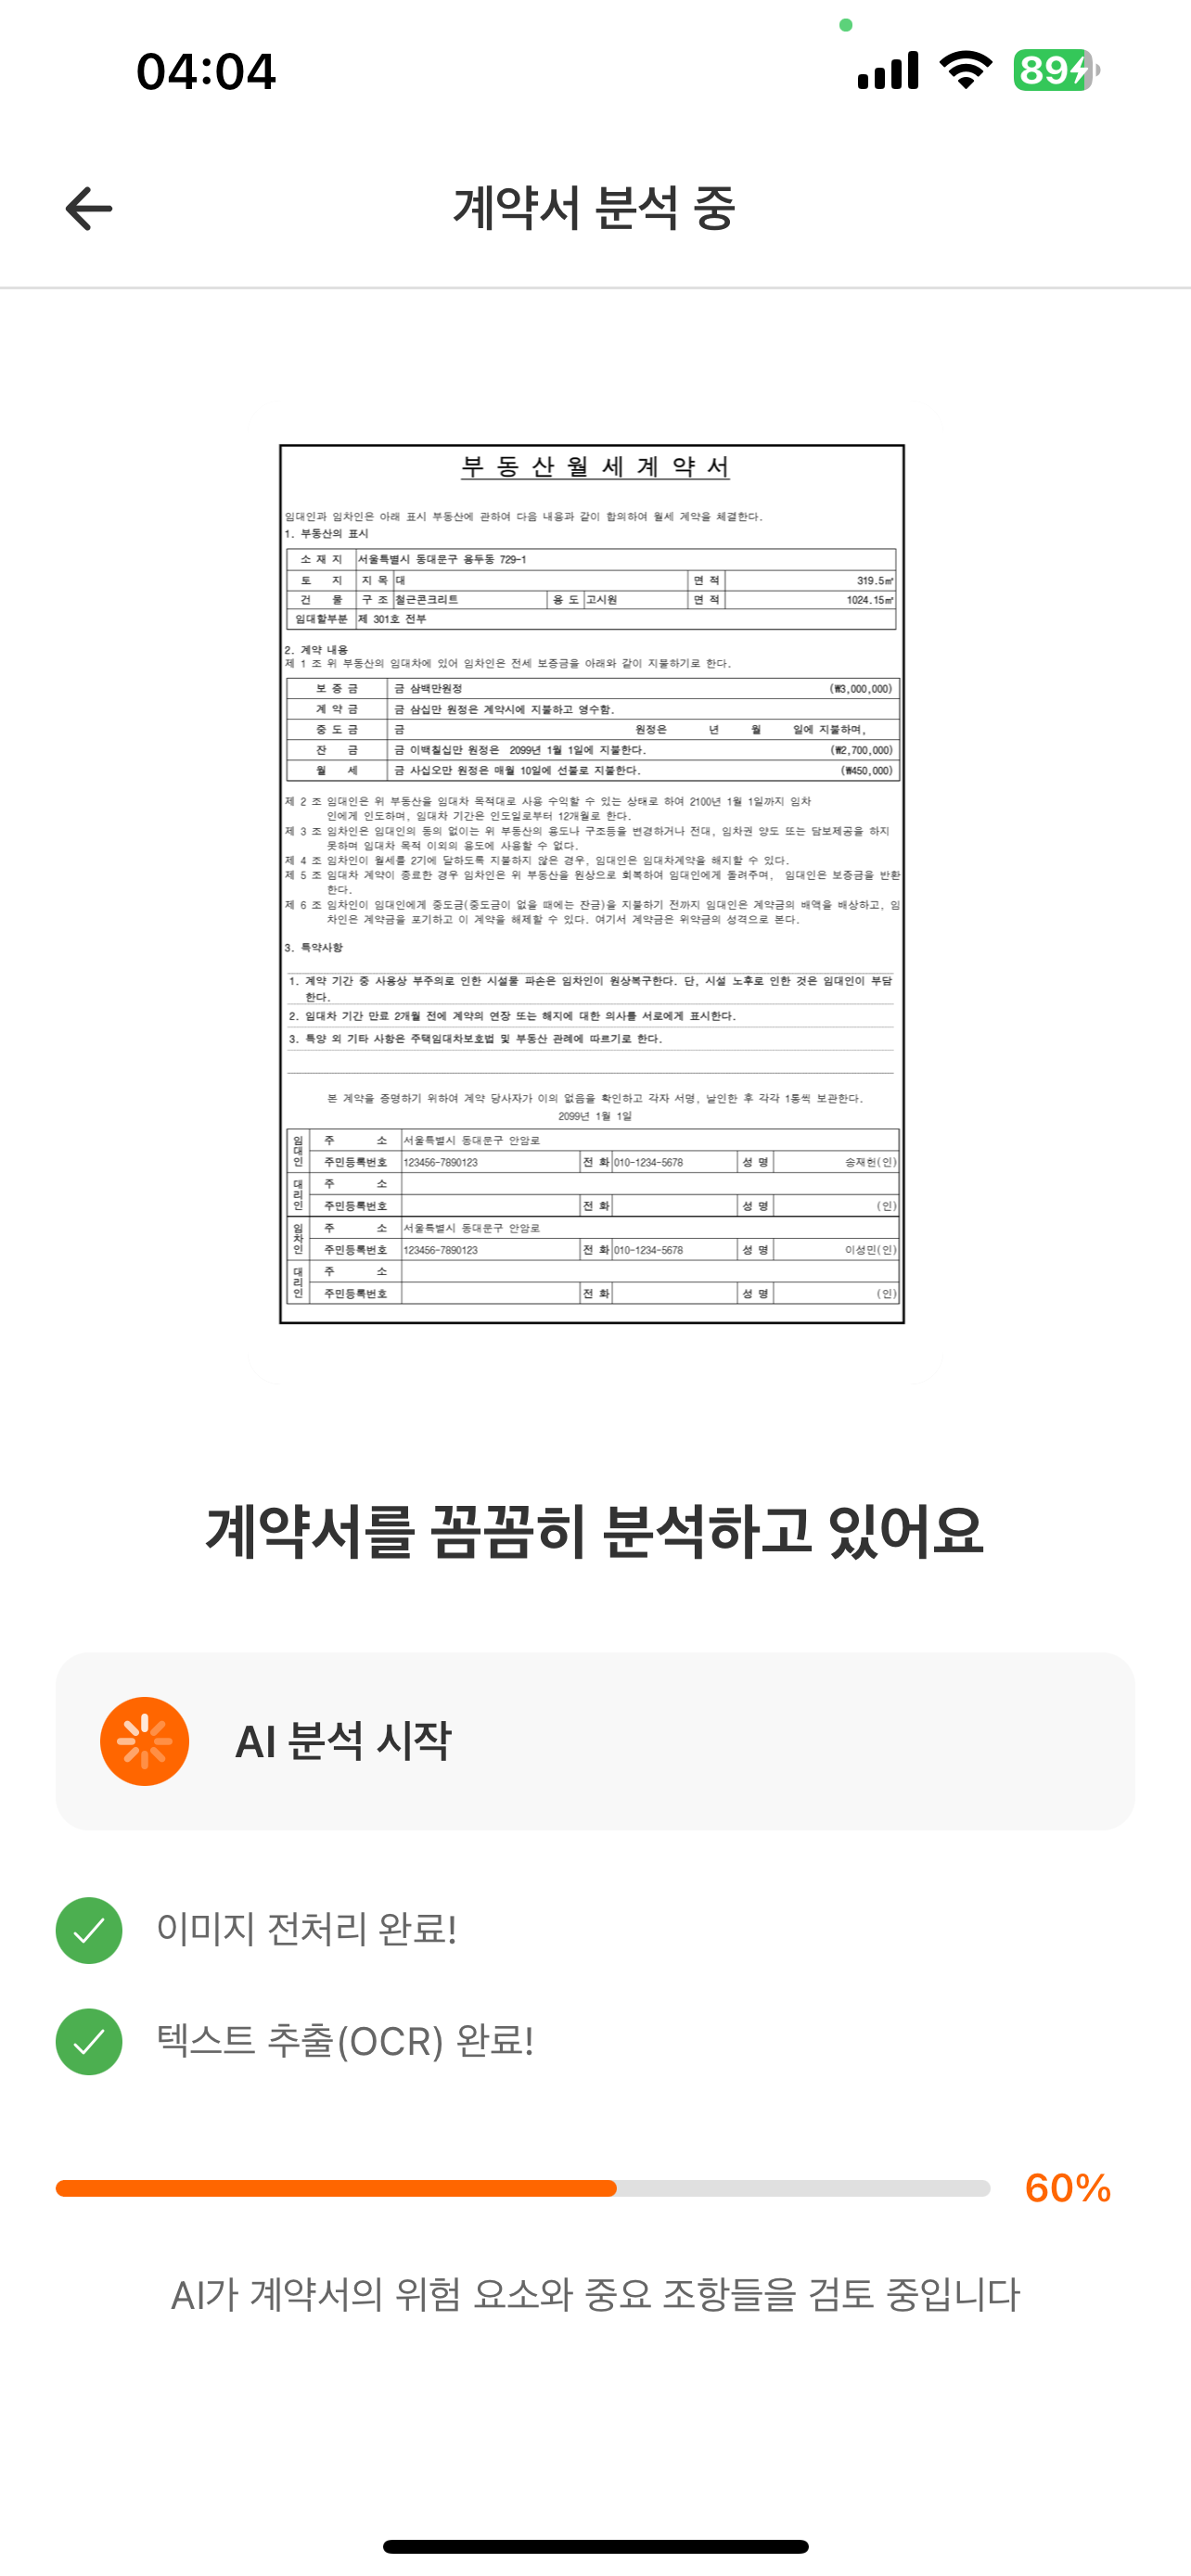 04:04
89
계약서 분석 중
부 동 산 월 세 계 약 서
임대인과 임차인은 아래 표시 부동산에 관하여 다음 내용과 같이 합의하여 월세 계약을 체결한다.
1. 부동산의 표시
소 재 지 서울특별시 동대문구 용두동 729-1
토 지 지 목 대 면 적 319.5㎡
건 물 구 조 철근콘크리트 용 도 고시원 면 적 1024.15㎡
임대할부분 제 301호 전부
2. 계약 내용
제 1 조 위 부동산의 임대차에 있어 임차인은 전세 보증금을 아래와 같이 지불하기로 한다.
보 증 금 금 삼백만원정 (₩3,000,000)
계 약 금 금 삼십만 원정은 계약시에 지불하고 영수함.
중 도 금 금 원정은 년 월 일에 지불하며,
잔 금 금 이백칠십만 원정은 2099년 1월 1일에 지불한다. (₩2,700,000)
월 세 금 사십오만 원정은 매월 10일에 선불로 지불한다. (₩450,000)
제 2 조 임대인은 위 부동산을 임대차 목적대로 사용 수익할 수 있는 상태로 하여 2100년 1월 1일까지 임차
인에게 인도하며, 임대차 기간은 인도일로부터 12개월로 한다.
제 3 조 임차인은 임대인의 동의 없이는 위 부동산의 용도나 구조등을 변경하거나 전대, 임차권 양도 또는 담보제공을 하지
못하며 임대차 목적 이외의 용도에 사용할 수 없다.
제 4 조 임차인이 월세를 2기에 달하도록 지불하지 않은 경우, 임대인은 임대차계약을 해지할 수 있다.
제 5 조 임대차 계약이 종료한 경우 임차인은 위 부동산을 원상으로 회복하여 임대인에게 돌려주며, 임대인은 보증금을 반환
한다.
제 6 조 임차인이 임대인에게 중도금(중도금이 없을 때에는 잔금)을 지불하기 전까지 임대인은 계약금의 배액을 배상하고, 임
차인은 계약금을 포기하고 이 계약을 해제할 수 있다. 여기서 계약금은 위약금의 성격으로 본다.
3. 특약사항
1. 계약 기간 중 사용상 부주의로 인한 시설물 파손은 임차인이 원상복구한다. 단, 시설 노후로 인한 것은 임대인이 부담
한다.
2. 임대차 기간 만료 2개월 전에 계약의 연장 또는 해지에 대한 의사를 서로에게 표시한다.
3. 특양 외 기타 사항은 주택임대차보호법 및 부동산 관례에 따르기로 한다.
본 계약을 증명하기 위하여 계약 당사자가 이의 없음을 확인하고 각자 서명, 날인한 후 각각 1통씩 보관한다.
2099년 1월 1일
임대인 주 소 서울특별시 동대문구 안암로
주민등록번호 123456-7890123 전 화 010-1234-5678 성 명 송재헌(인)
대리인 주 소
주민등록번호 전 화 성 명 (인)
임차인 주 소 서울특별시 동대문구 안암로
주민등록번호 123456-7890123 전 화 010-1234-5678 성 명 이성민(인)
대리인 주 소
주민등록번호 전 화 성 명 (인)
계약서를 꼼꼼히 분석하고 있어요
AI 분석 시작
이미지 전처리 완료!
텍스트 추출(OCR) 완료!
60%
AI가 계약서의 위험 요소와 중요 조항들을 검토 중입니다